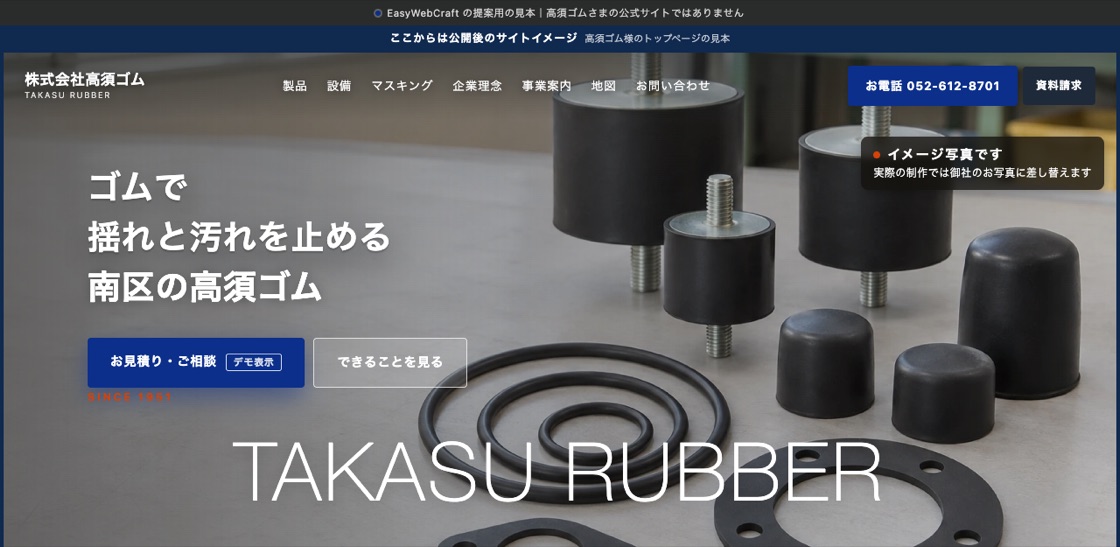 EasyWebCraft の提案用の見本｜高須ゴムさまの公式サイトではありません
ここからは公開後のサイトイメージ 高須ゴム様のトップページの見本
株式会社高須ゴム
TAKASU RUBBER
製品 設備 マスキング 企業理念 事業案内 地図 お問い合わせ
お電話 052-612-8701
資料請求
イメージ写真です
実際の制作では御社のお写真に差し替えます
ゴムで
揺れと汚れを止める
南区の高須ゴム
お見積り・ご相談 デモ表示
できることを見る
SINCE
TAKASU RUBBER